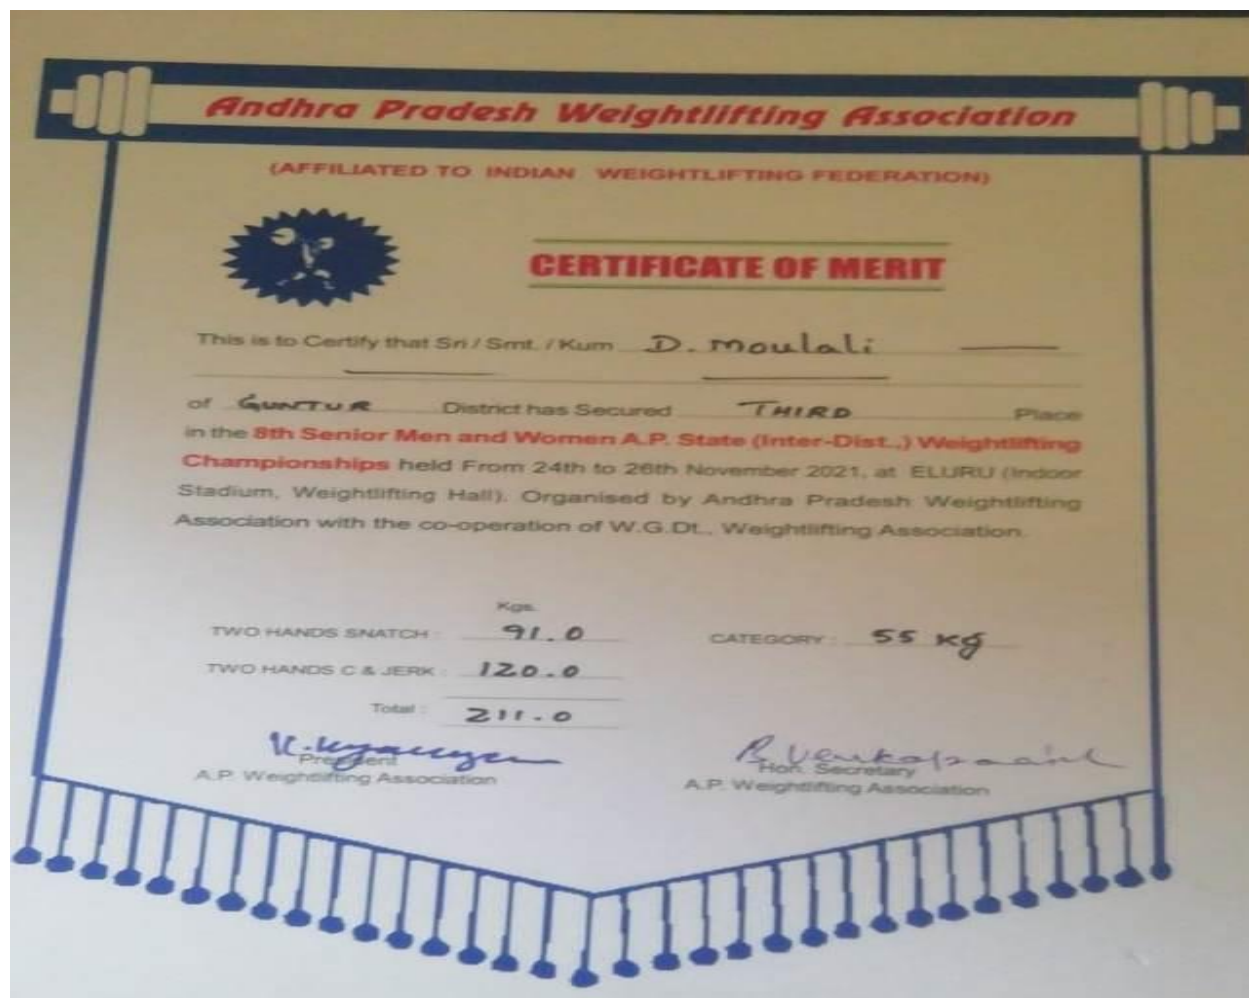 Andhra Pradesh Weightlifting Association
(AFFILIATED TO INDIAN WEIGHTLIFTING FEDERATION)
CERTIFICATE OF MERIT
This is to Certify that Sri / Smt. / Kum D. Moulali
of GUNTUR District has Secured THIRD Place
in the 8th Senior Men and Women A.P. State (Inter-Dist.,) Weightlifting
Championships held From 24th to 26th November 2021, at ELURU (Indoor
Stadium, Weightlifting Hall). Organised by Andhra Pradesh Weightlifting
Association with the co-operation of W.G.Dt., Weightlifting Association.
Kgs.
TWO HANDS SNATCH : 91.0 CATEGORY : 55 Kg
TWO HANDS C & JERK : 120.0
Total : 211.0
President Hon. Secretary
A.P. Weightlifting Association A.P. Weightlifting Association